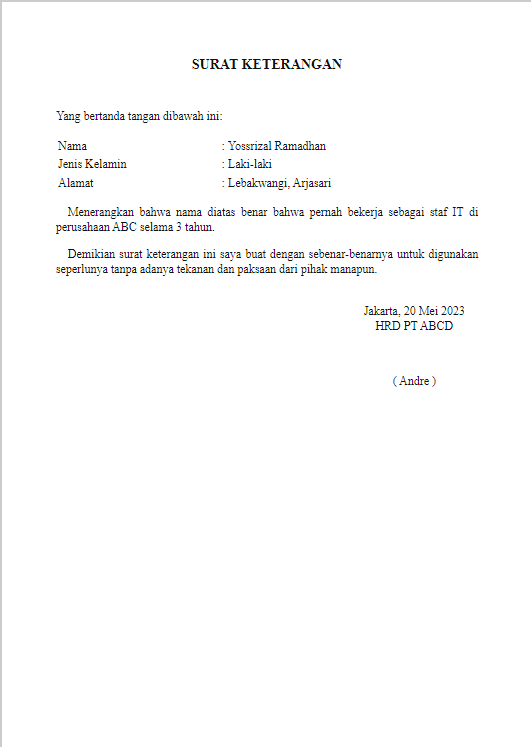 SURAT KETERANGAN
Yang bertanda tangan dibawah ini:
Nama : Yossrizal Ramadhan
Jenis Kelamin : Laki-laki
Alamat : Lebakwangi, Arjasari
Menerangkan bahwa nama diatas benar bahwa pernah bekerja sebagai staf IT di
perusahaan ABC selama 3 tahun.
Demikian surat keterangan ini saya buat dengan sebenar-benarnya untuk digunakan
seperlunya tanpa adanya tekanan dan paksaan dari pihak manapun.
Jakarta, 20 Mei 2023
HRD PT ABCD
( Andre )